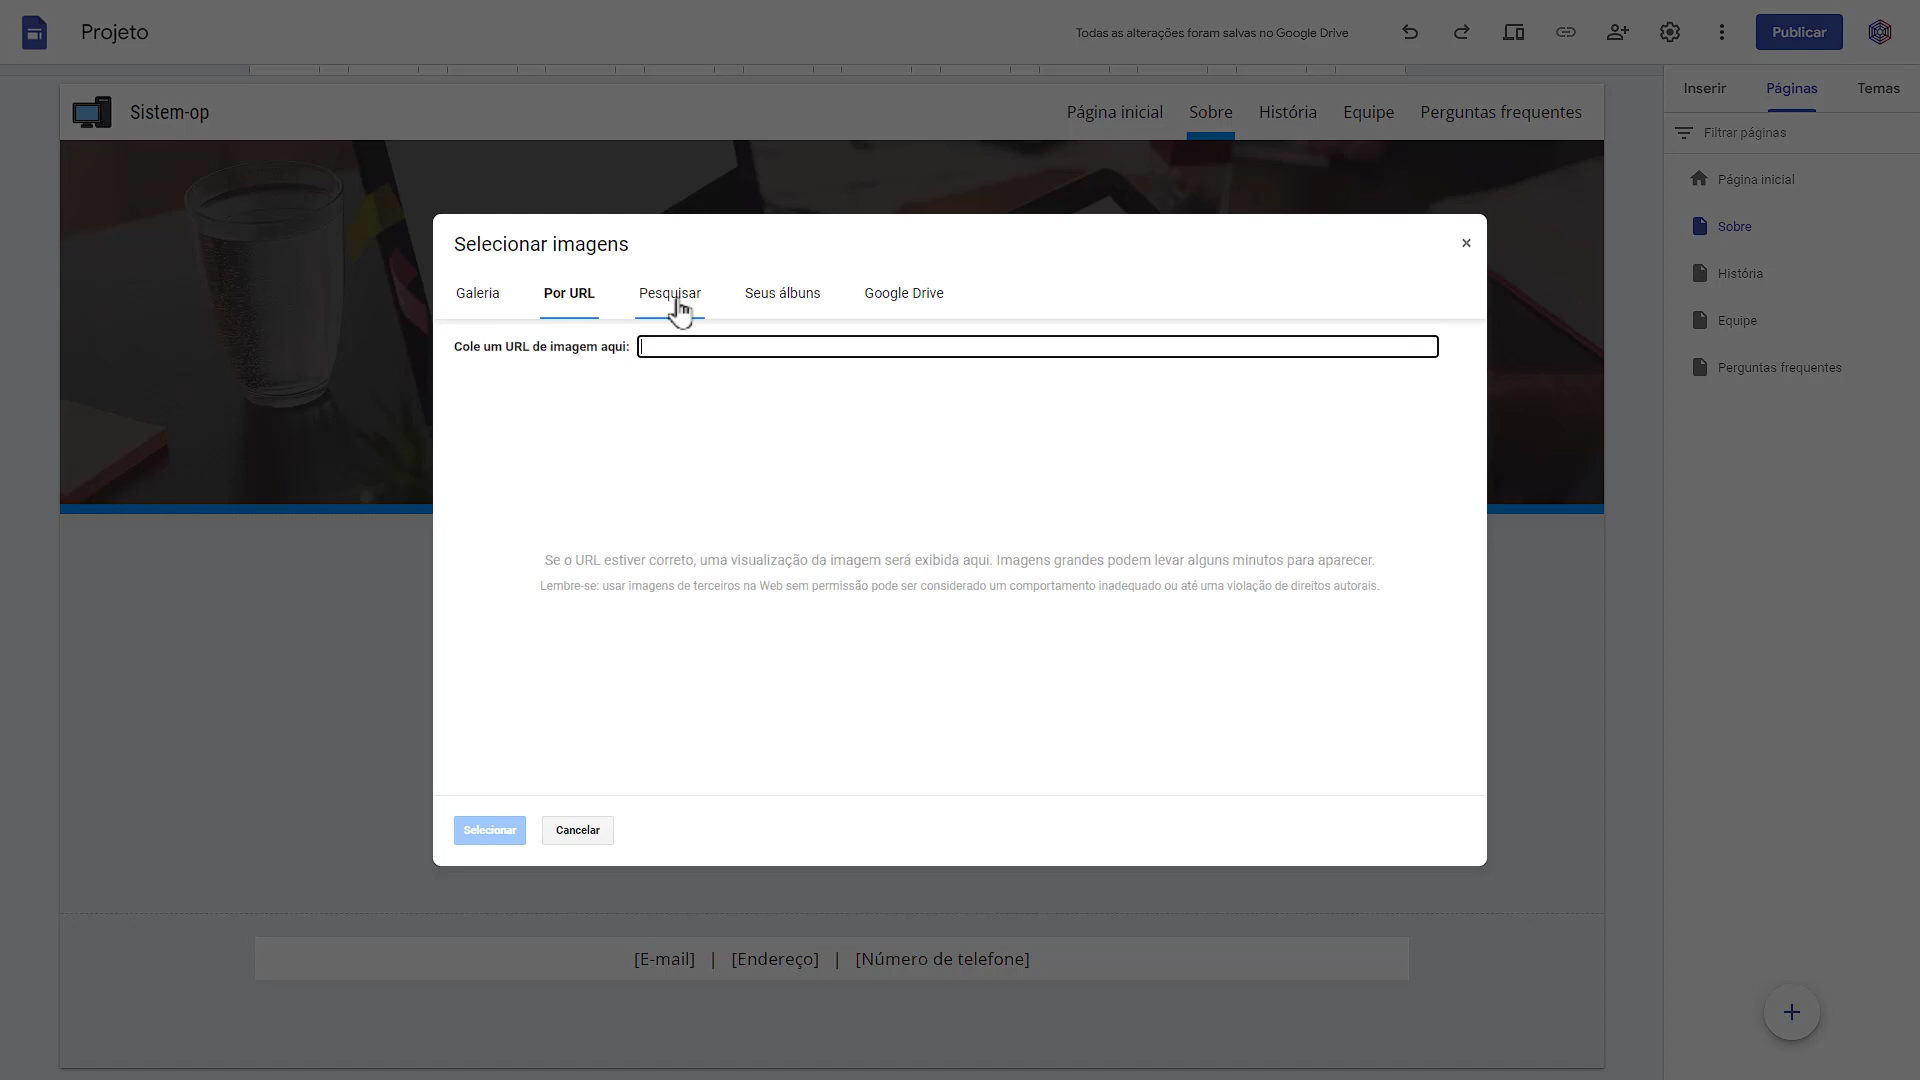 Projeto
Todas as alterações foram salvas no Google Drive
Publicar
Sistem-op
Página inicial
Sobre
História
Equipe
Perguntas frequentes
Inserir
Páginas
Temas
Filtrar páginas
Página inicial
Sobre
História
Equipe
Perguntas frequentes
Selecionar imagens
×
Galeria
Por URL
Pesquisar
Seus álbuns
Google Drive
Cole um URL de imagem aqui:
Se o URL estiver correto, uma visualização da imagem será exibida aqui. Imagens grandes podem levar alguns minutos para aparecer.
Lembre-se: usar imagens de terceiros na Web sem permissão pode ser considerado um comportamento inadequado ou até uma violação de direitos autorais.
Selecionar
Cancelar
[E-mail] | [Endereço] | [Número de telefone]